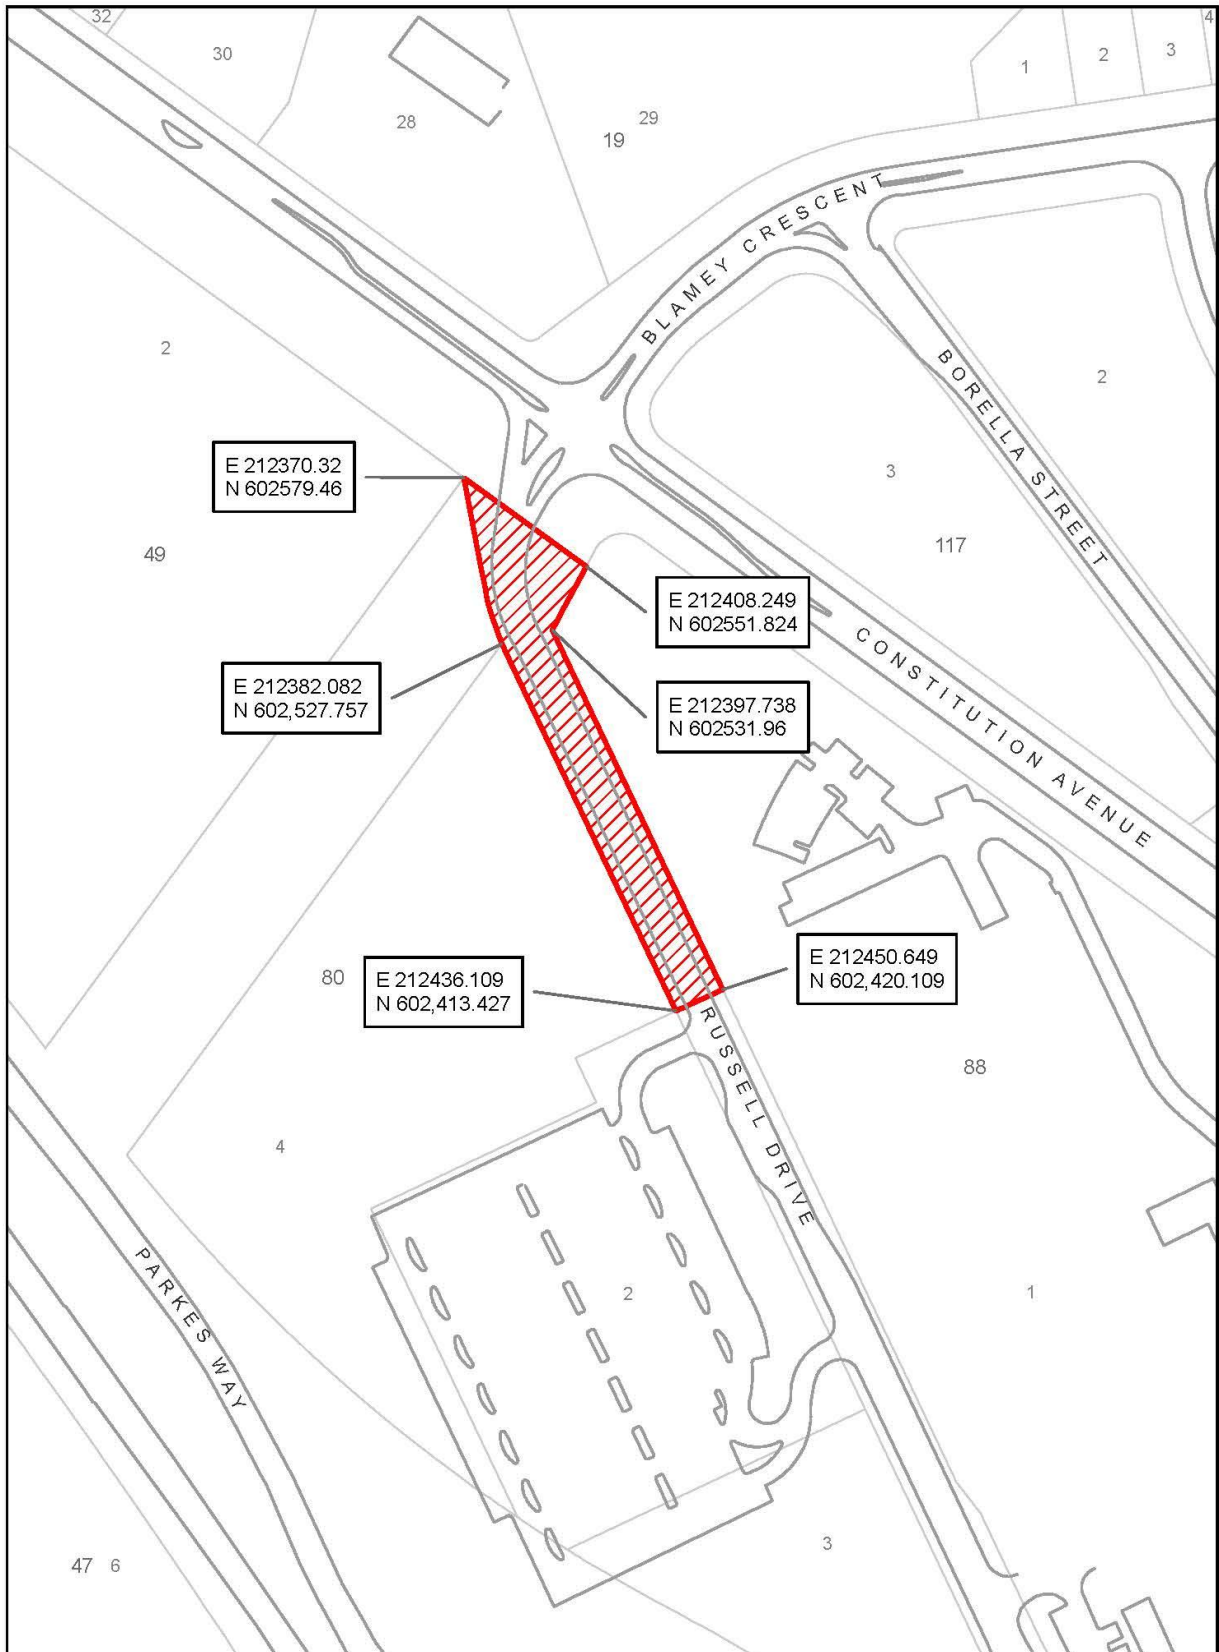 32
30
28
29
19
1
2
3
4
BLAMEY CRESCENT
BORELLA STREET
2
2
3
117
E 212370.32
N 602579.46
49
E 212408.249
N 602551.824
CONSTITUTION AVENUE
E 212382.082
N 602,527.757
E 212397.738
N 602531.96
80
E 212436.109
N 602,413.427
E 212450.649
N 602,420.109
RUSSELL DRIVE
88
4
PARKES WAY
2
1
3
47 6